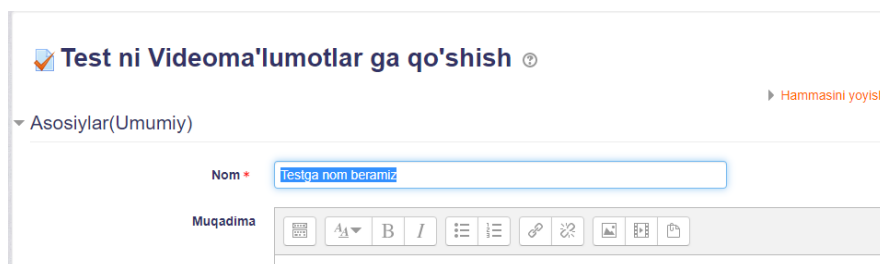 Test ni Videoma'lumotlar ga qo'shish
Hammasini yoyish
Asosiylar(Umumiy)
Nom *
Testga nom beramiz
Muqadima